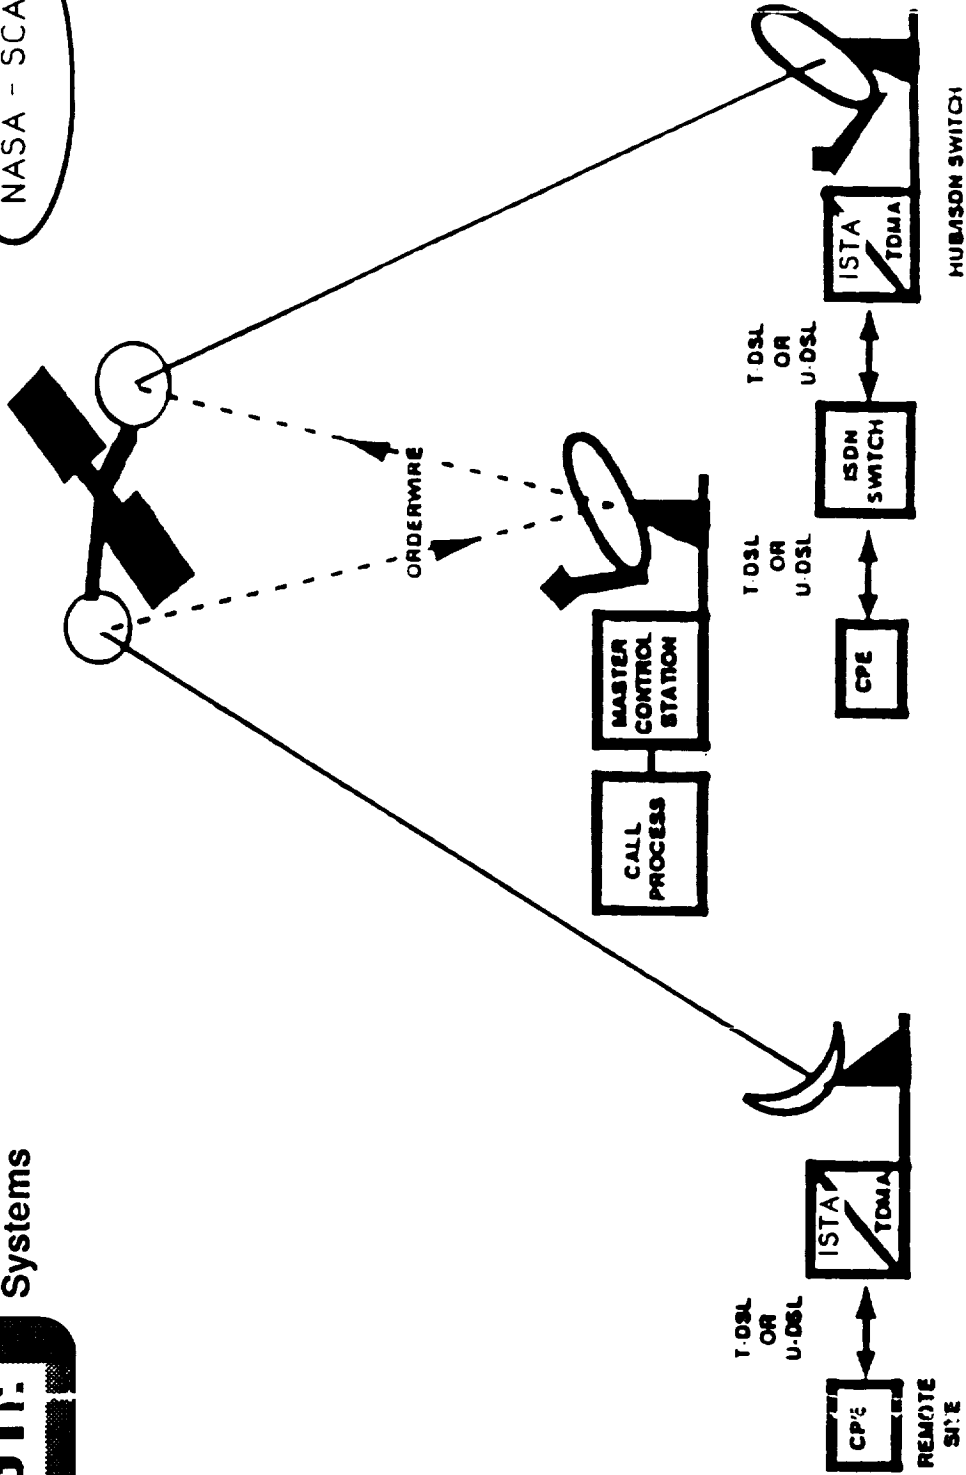 Systems
NASA - SCA
ORDERWIRE
CALL
PROCESS
MASTER
CONTROL
STATION
CPE
T-DSL
OR
U-DSL
ISTA
TDMA
REMOTE
SITE
CPE
T-DSL
OR
U-DSL
ISDN
SWITCH
T-DSL
OR
U-DSL
ISTA
TDMA
HUB/ISDN SWITCH